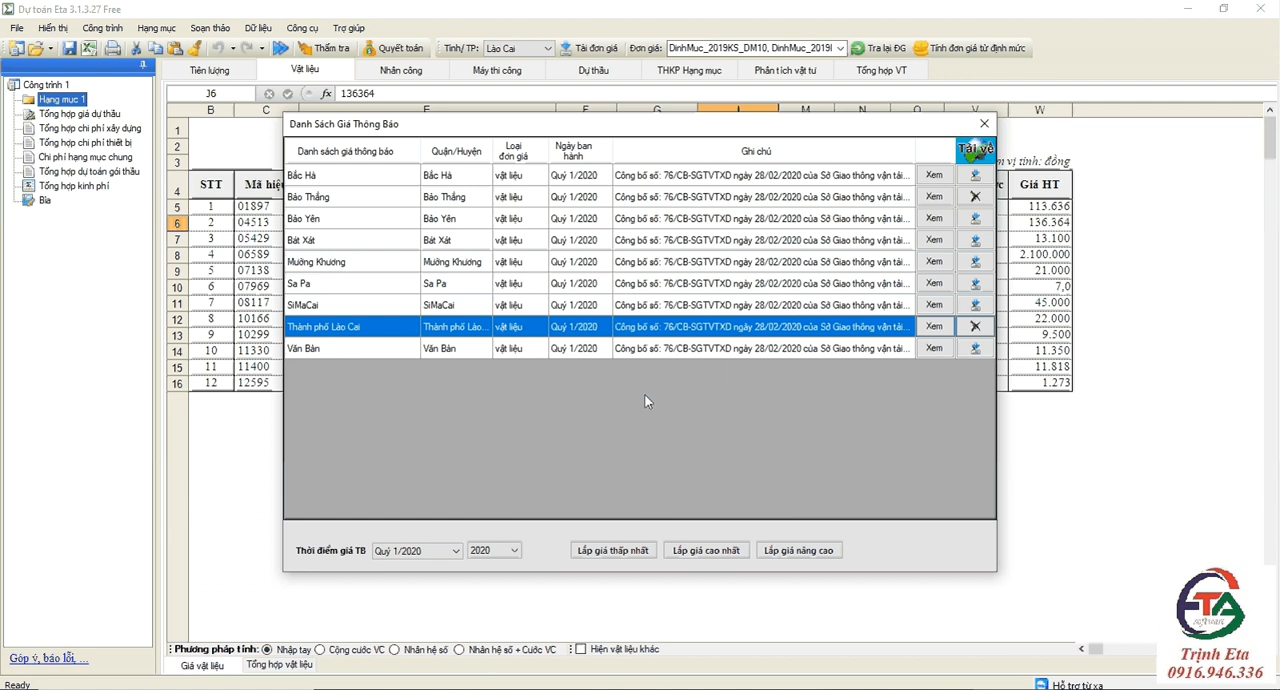 Dự toán Eta 3.1.3.27 Free
File Hiển thị Công trình Hạng mục Soạn thảo Dữ liệu Công cụ Trợ giúp
Thẩm tra Quyết toán Tỉnh/ TP: Lào Cai Tải đơn giá Đơn giá: DinhMuc_2019KS_DM10, DinhMuc_2019 Tra lại ĐG Tính đơn giá từ định mức
Tiên lượng Vật liệu Nhân công Máy thi công Dự thầu THKP Hạng mục Phân tích vật tư Tổng hợp VT
Công trình 1
Hạng mục 1
Tổng hợp giá dự thầu
Tổng hợp chi phí xây dựng
Tổng hợp chi phí thiết bị
Chi phí hạng mục chung
Tổng hợp dự toán gói thầu
Tổng hợp kinh phí
Bìa
J6 fx 136364
B C E F G I M N O V W
Danh Sách Giá Thông Báo
Danh sách giá thông báo Quận/Huyện Loại đơn giá Ngày ban hành Ghi chú Tải về
Bắc Hà Bắc Hà vật liệu Quý 1/2020 Công bố số: 76/CB-SGTVTXD ngày 28/02/2020 của Sở Giao thông vận tải... Xem
Bảo Thắng Bảo Thắng vật liệu Quý 1/2020 Công bố số: 76/CB-SGTVTXD ngày 28/02/2020 của Sở Giao thông vận tải... Xem
Bảo Yên Bảo Yên vật liệu Quý 1/2020 Công bố số: 76/CB-SGTVTXD ngày 28/02/2020 của Sở Giao thông vận tải... Xem
Bát Xát Bát Xát vật liệu Quý 1/2020 Công bố số: 76/CB-SGTVTXD ngày 28/02/2020 của Sở Giao thông vận tải... Xem
Mường Khương Mường Khương vật liệu Quý 1/2020 Công bố số: 76/CB-SGTVTXD ngày 28/02/2020 của Sở Giao thông vận tải... Xem
Sa Pa Sa Pa vật liệu Quý 1/2020 Công bố số: 76/CB-SGTVTXD ngày 28/02/2020 của Sở Giao thông vận tải... Xem
SiMaCai SiMaCai vật liệu Quý 1/2020 Công bố số: 76/CB-SGTVTXD ngày 28/02/2020 của Sở Giao thông vận tải... Xem
Thành phố Lào Cai Thành phố Lào... vật liệu Quý 1/2020 Công bố số: 76/CB-SGTVTXD ngày 28/02/2020 của Sở Giao thông vận tải... Xem
Văn Bàn Văn Bàn vật liệu Quý 1/2020 Công bố số: 76/CB-SGTVTXD ngày 28/02/2020 của Sở Giao thông vận tải... Xem
Thời điểm giá TB Quý 1/2020 2020 Lắp giá thấp nhất Lắp giá cao nhất Lắp giá nâng cao
1
2
3 vị tính: đồng
4 STT Mã hiệu Giá HT
5 1 01897 113.636
6 2 04513 136.364
7 3 05429 13.100
8 4 06589 2.100.000
9 5 07138 21.000
10 6 07969 7,0
11 7 08117 45.000
12 8 10166 22.000
13 9 10299 9.500
14 10 11330 11.350
15 11 11400 11.818
16 12 12595 1.273
Phương pháp tính: Nhập tay Cộng cước VC Nhân hệ số Nhân hệ số + Cước VC Hiện vật liệu khác
Giá vật liệu Tổng hợp vật liệu
Góp ý, báo lỗi, ...
Ready Hỗ trợ từ xa
ETA
SOFTWARE
Trịnh Eta
0916.946.336